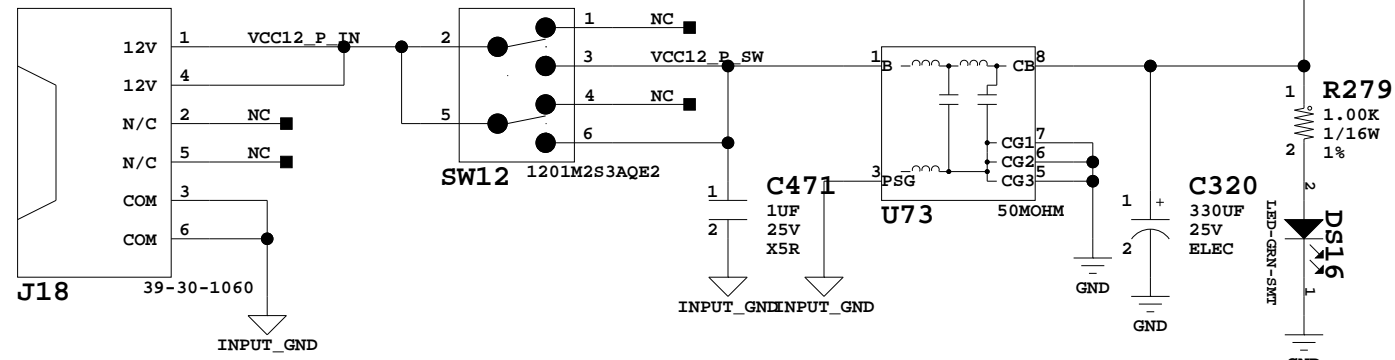 12V
1
VCC12_P_IN
12V
4
N/C
2
NC
N/C
5
NC
COM
3
COM
6
J18
39-30-1060
INPUT_GND
2
5
1
NC
3
VCC12_P_SW
4
NC
6
SW12
1201M2S3AQE2
1
2
C471
1UF
25V
X5R
INPUT_GND
INPUT_GND
1
B
CB
8
CG1
7
CG2
6
CG3
5
3
PSG
U73
50MOHM
GND
1
+
2
C320
330UF
25V
ELEC
GND
1
2
R279
1.00K
1/16W
1%
2
LED-GRN-SMT
DS16
1
GND